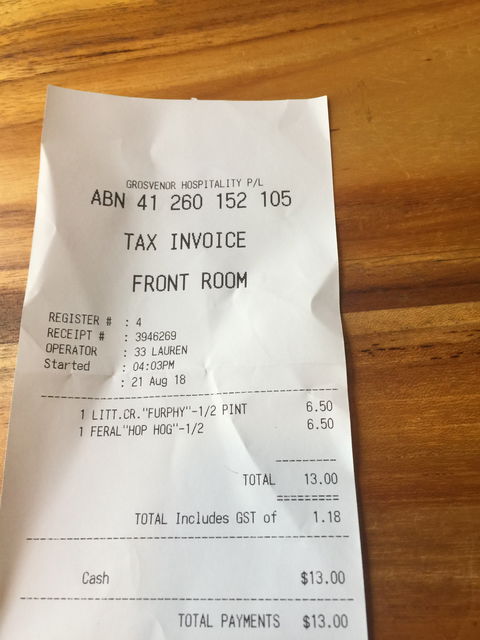 GROSVENOR HOSPITALITY P/L
ABN 41 260 152 105
TAX INVOICE
FRONT ROOM
REGISTER # : 4
RECEIPT # : 3946269
OPERATOR : 33 LAUREN
Started : 04:03PM
: 21 Aug 18
1 LITT.CR."FURPHY"-1/2 PINT 6.50
1 FERAL"HOP HOG"-1/2 6.50
TOTAL 13.00
TOTAL Includes GST of 1.18
Cash $13.00
TOTAL PAYMENTS $13.00